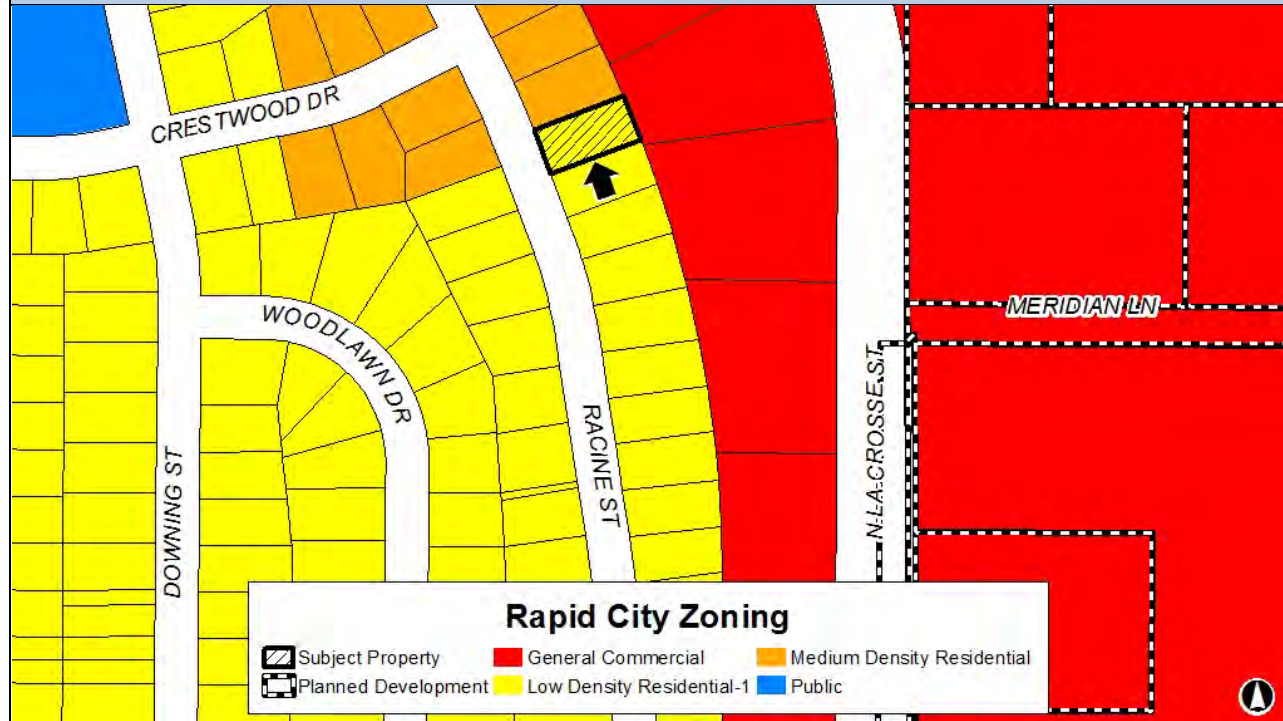 CRESTWOOD DR
WOODLAWN DR
MERIDIAN LN
N LA CROSSE ST
RACINE ST
DOWNING ST
Rapid City Zoning
Subject Property
General Commercial
Medium Density Residential
Planned Development
Low Density Residential-1
Public